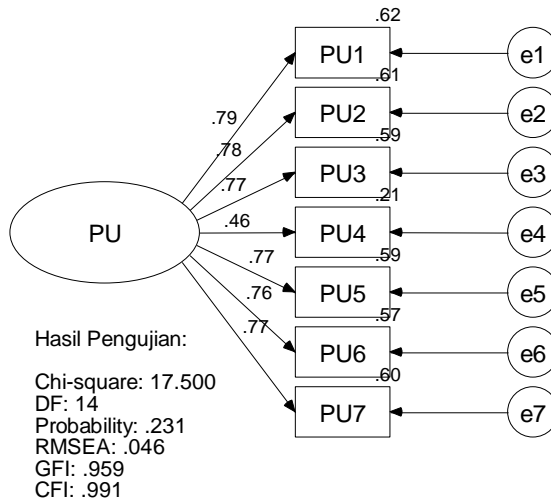 .62
PU1
e1
.61
.79
PU2
e2
.59
.78
PU3
e3
.77
.21
PU
.46
PU4
e4
.59
.77
PU5
e5
.57
.76
PU6
e6
.60
.77
PU7
e7
Hasil Pengujian:
Chi-square: 17.500
DF: 14
Probability: .231
RMSEA: .046
GFI: .959
CFI: .991